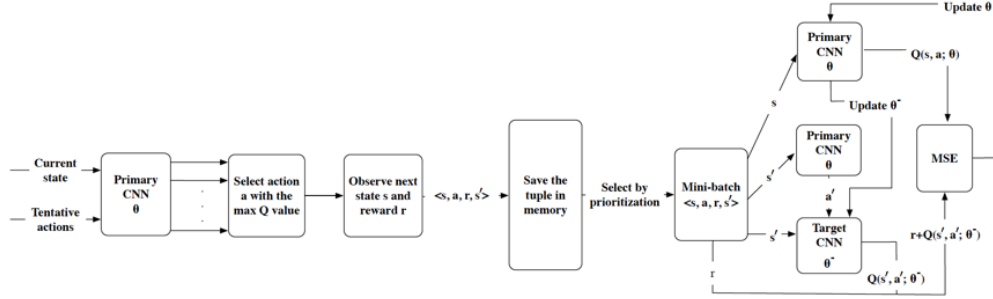 Current
state
Tentative
actions
Primary
CNN
θ
Select action
a with the
max Q value
Observe next
state s and
reward r
<s, a, r, s′>
Save the
tuple in
memory
Select by
prioritization
Mini-batch
<s, a, r, s′>
s
s′
s′
r
Update θ
Primary
CNN
θ
Q(s, a; θ)
Update θ⁻
Primary
CNN
θ
a′
Target
CNN
θ⁻
Q(s′, a′; θ⁻)
MSE
r+Q(s′, a′; θ⁻)